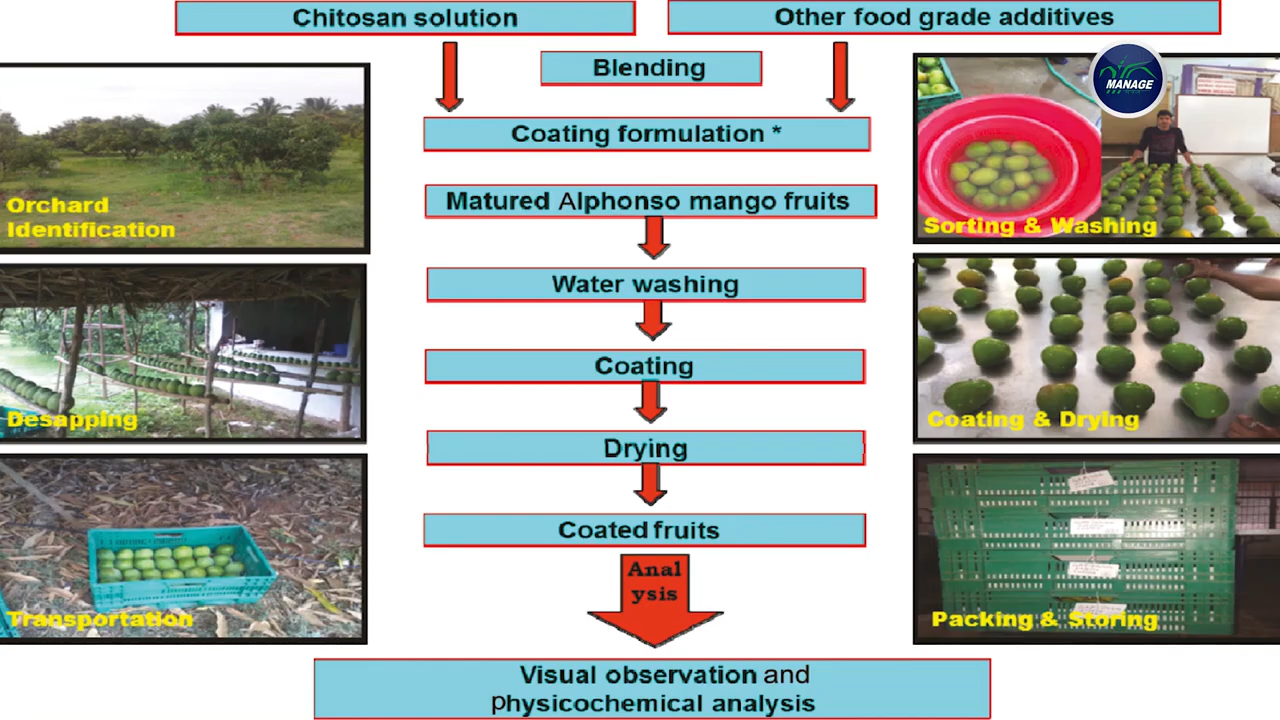 Chitosan solution
Other food grade additives
Blending
MANAGE
Coating formulation *
Matured Alphonso mango fruits
Orchard
Identification
Sorting & Washing
Water washing
Coating
Desapping
Coating & Drying
Drying
Coated fruits
Anal
ysis
Transportation
Packing & Storing
Visual observation and
physicochemical analysis